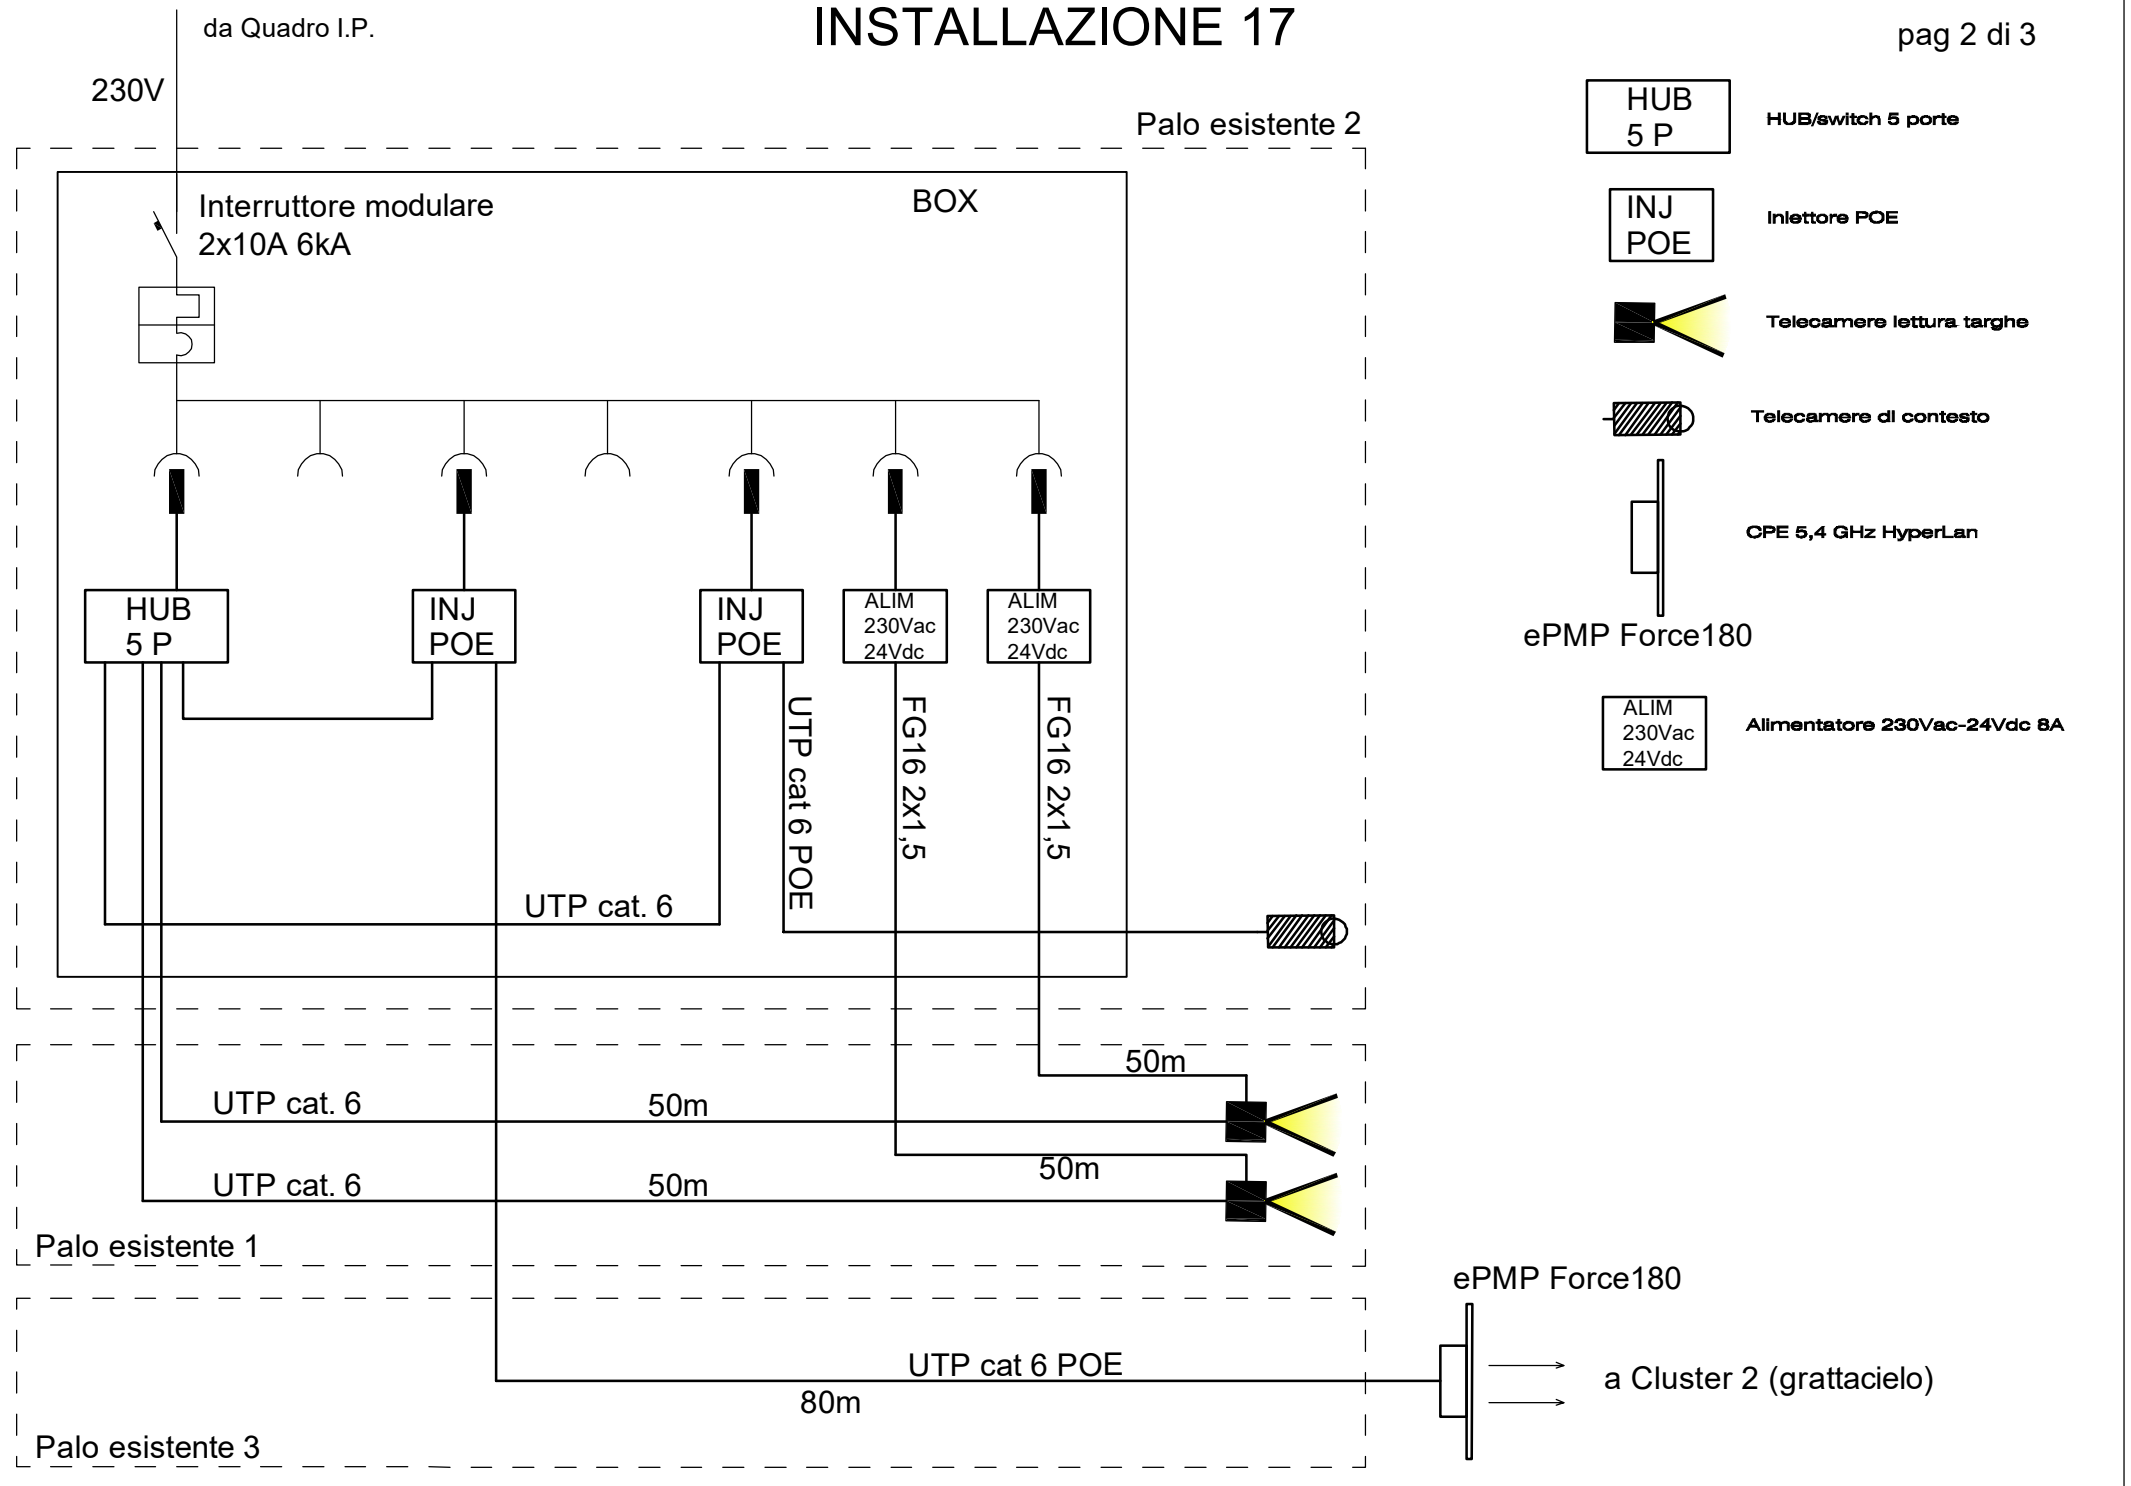 da Quadro I.P.
INSTALLAZIONE 17
pag 2 di 3
230V
Palo esistente 2
Interruttore modulare
2x10A 6kA
BOX
HUB
5 P
INJ
POE
INJ
POE
ALIM
230Vac
24Vdc
ALIM
230Vac
24Vdc
UTP cat 6 POE
FG16 2x1,5
FG16 2x1,5
UTP cat. 6
50m
UTP cat. 6
50m
50m
UTP cat. 6
50m
Palo esistente 1
UTP cat 6 POE
80m
Palo esistente 3
ePMP Force180
a Cluster 2 (grattacielo)
HUB
5 P
HUB/switch 5 porte
INJ
POE
Iniettore POE
Telecamere lettura targhe
Telecamere di contesto
CPE 5,4 GHz HyperLan
ePMP Force180
ALIM
230Vac
24Vdc
Alimentatore 230Vac-24Vdc 8A